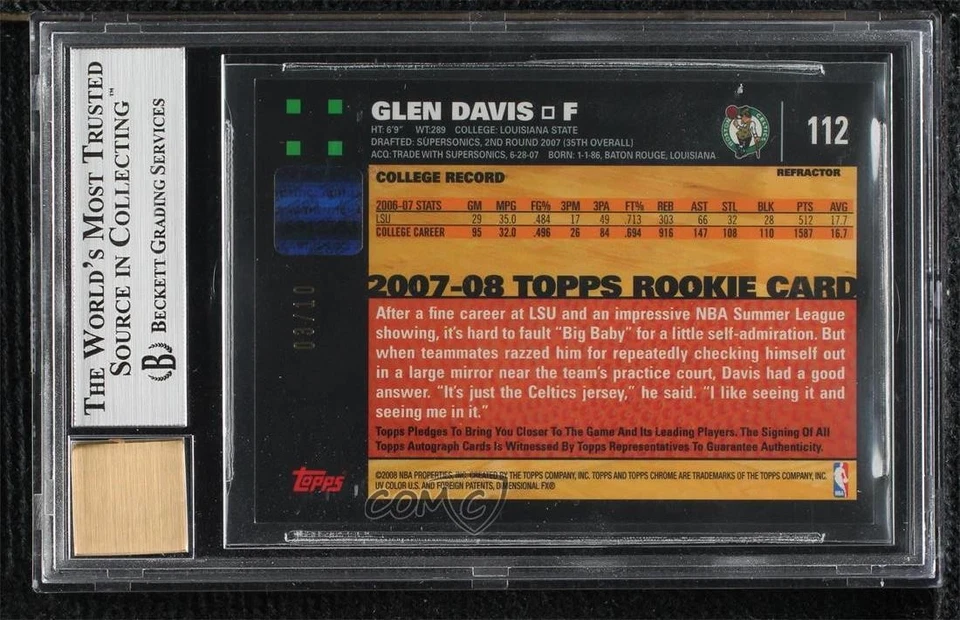 THE WORLD'S MOST TRUSTED
SOURCE IN COLLECTING™
B BECKETT GRADING SERVICES
GLEN DAVIS □ F
HT: 6'9" WT:289 COLLEGE: LOUISIANA STATE
DRAFTED: SUPERSONICS, 2ND ROUND 2007 (35TH OVERALL)
ACQ: TRADE WITH SUPERSONICS, 6-28-07 BORN: 1-1-86, BATON ROUGE, LOUISIANA
112
REFRACTOR
COLLEGE RECORD
2006-07 STATS GM MPG FG% 3PM 3PA FT% REB AST STL BLK PTS AVG
LSU 29 35.0 .484 17 49 .713 303 66 32 28 512 17.7
COLLEGE CAREER 95 32.0 .496 26 84 .694 916 147 108 110 1587 16.7
2007-08 TOPPS ROOKIE CARD
After a fine career at LSU and an impressive NBA Summer League
showing, it's hard to fault "Big Baby" for a little self-admiration. But
when teammates razzed him for repeatedly checking himself out
in a large mirror near the team's practice court, Davis had a good
answer. "It's just the Celtics jersey," he said. "I like seeing it and
seeing me in it."
Topps Pledges To Bring You Closer To The Game And Its Leading Players. The Signing Of All
Topps Autograph Cards Is Witnessed By Topps Representatives To Guarantee Authenticity.
©2008 NBA PROPERTIES, INC. CREATED BY THE TOPPS COMPANY, INC. TOPPS AND TOPPS CHROME ARE TRADEMARKS OF THE TOPPS COMPANY, INC.
UV COLOR U.S. AND FOREIGN PATENTS, DIMENSIONAL FX®
NBA
03/10
Topps
COMC